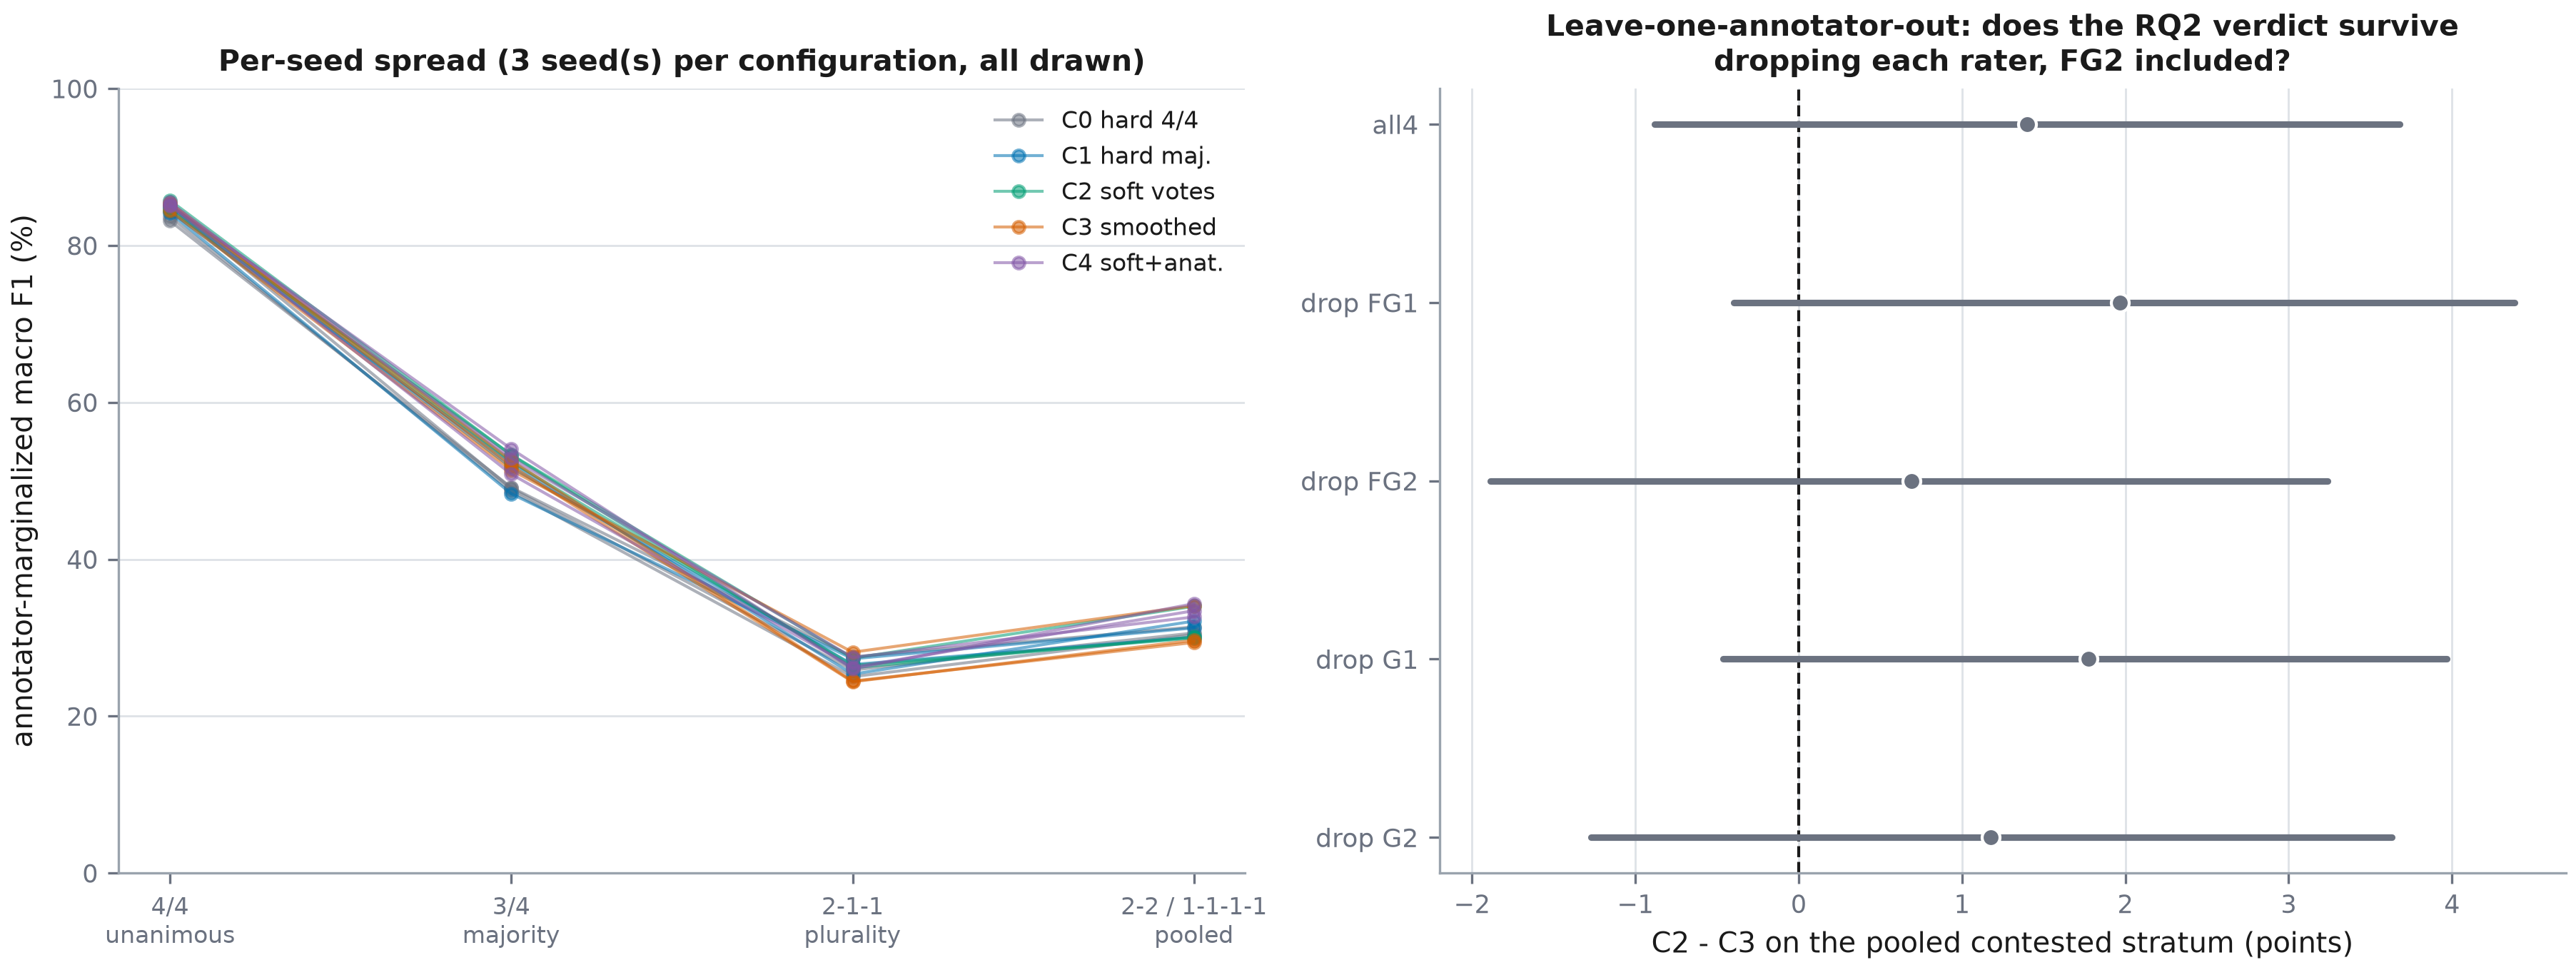 Per-seed spread (3 seed(s) per configuration, all drawn)
annotator-marginalized macro F1 (%)
100
80
60
40
20
0
C0 hard 4/4
C1 hard maj.
C2 soft votes
C3 smoothed
C4 soft+anat.
4/4
unanimous
3/4
majority
2-1-1
plurality
2-2 / 1-1-1-1
pooled
Leave-one-annotator-out: does the RQ2 verdict survive
dropping each rater, FG2 included?
all4
drop FG1
drop FG2
drop G1
drop G2
−2
−1
0
1
2
3
4
C2 - C3 on the pooled contested stratum (points)